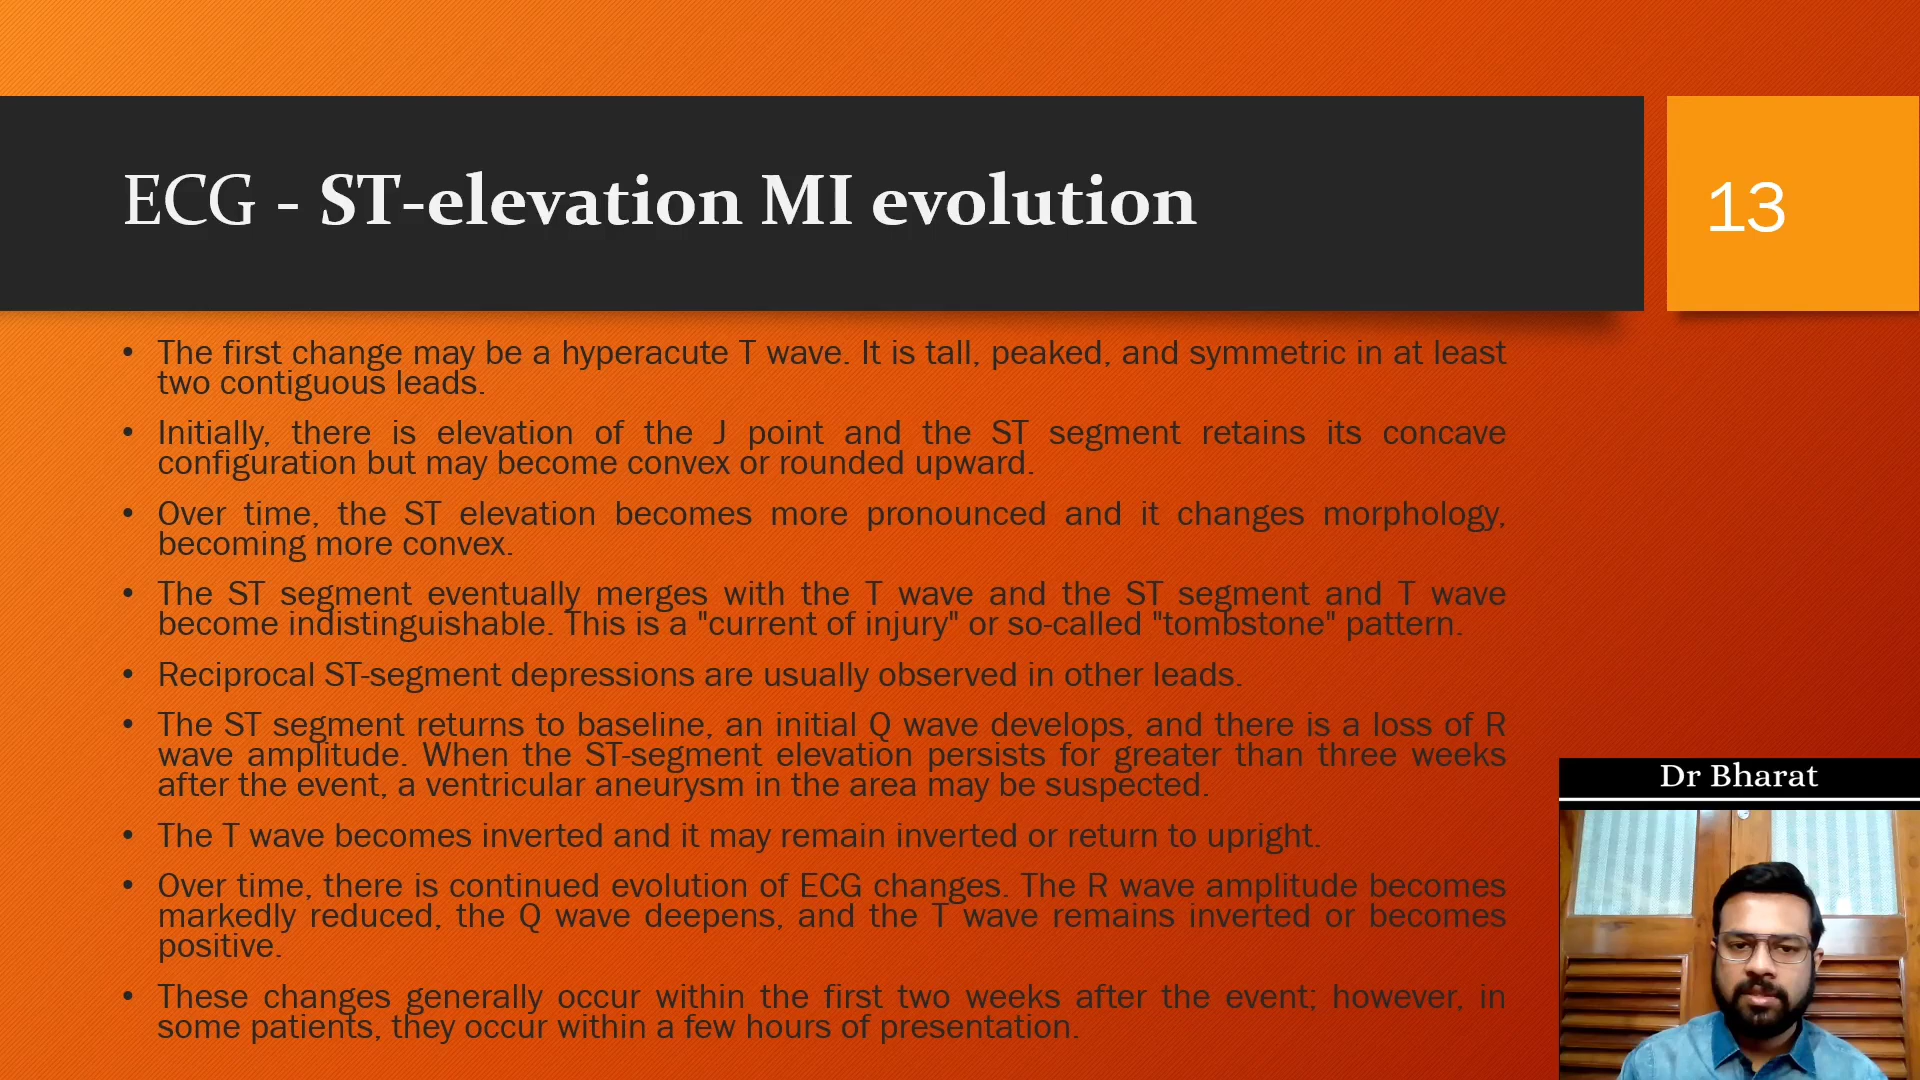 ECG - ST-elevation MI evolution
13
• The first change may be a hyperacute T wave. It is tall, peaked, and symmetric in at least
two contiguous leads.
• Initially, there is elevation of the J point and the ST segment retains its concave
configuration but may become convex or rounded upward.
• Over time, the ST elevation becomes more pronounced and it changes morphology,
becoming more convex.
• The ST segment eventually merges with the T wave and the ST segment and T wave
become indistinguishable. This is a "current of injury" or so-called "tombstone" pattern.
• Reciprocal ST-segment depressions are usually observed in other leads.
• The ST segment returns to baseline, an initial Q wave develops, and there is a loss of R
wave amplitude. When the ST-segment elevation persists for greater than three weeks
after the event, a ventricular aneurysm in the area may be suspected.
• The T wave becomes inverted and it may remain inverted or return to upright.
• Over time, there is continued evolution of ECG changes. The R wave amplitude becomes
markedly reduced, the Q wave deepens, and the T wave remains inverted or becomes
positive.
• These changes generally occur within the first two weeks after the event; however, in
some patients, they occur within a few hours of presentation.
Dr Bharat